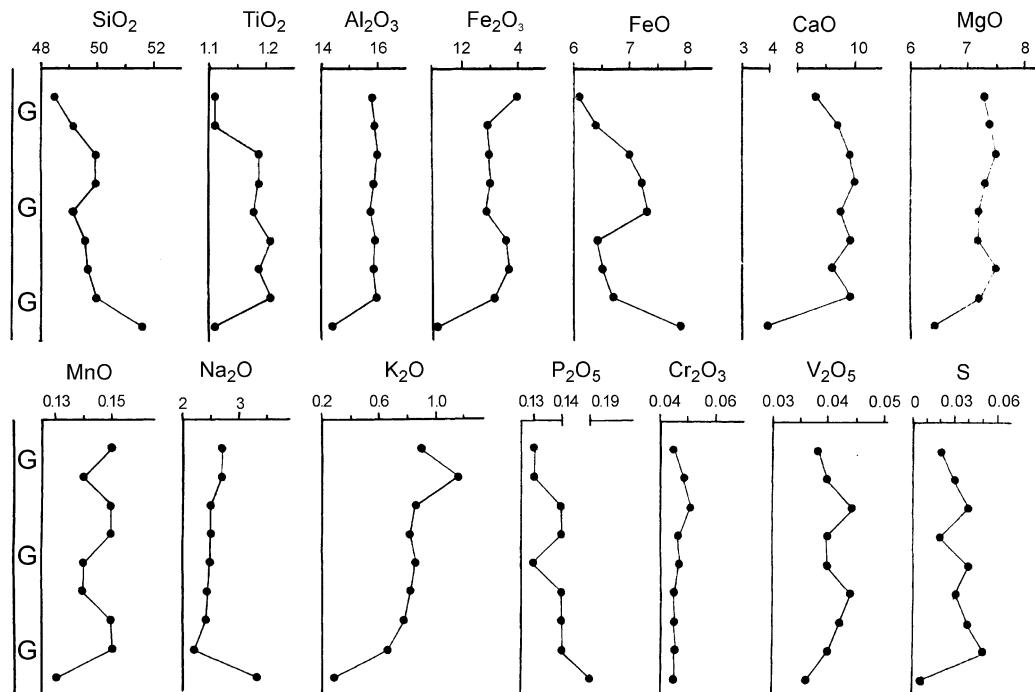 SiO₂ TiO₂ Al₂O₃ Fe₂O₃ FeO CaO MgO
48 50 52 1.1 1.2 14 16 12 4 6 7 8 3 4 8 10 6 7 8
G
G
G
MnO Na₂O K₂O P₂O₅ Cr₂O₃ V₂O₅ S
0.13 0.15 2 3 0.2 0.6 1.0 0.13 0.14 0.19 0.04 0.06 0.03 0.04 0.05 0 0.03 0.06
G
G
G